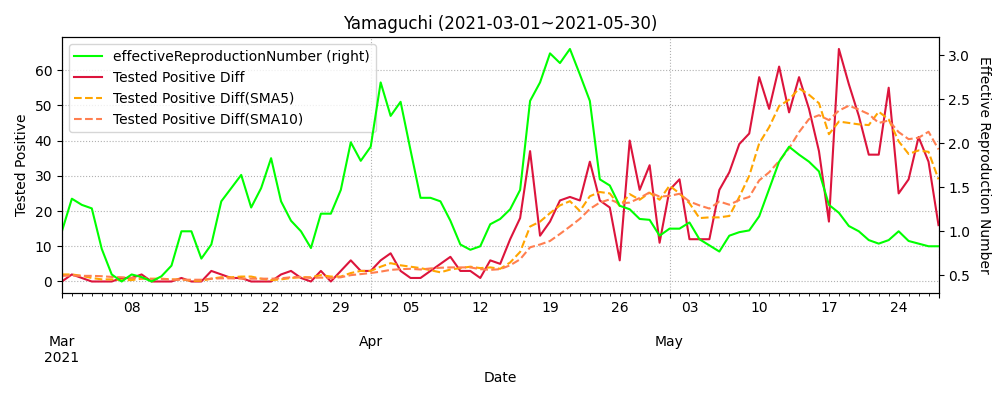 Yamaguchi (2021-03-01~2021-05-30)
effectiveReproductionNumber (right)
Tested Positive Diff
Tested Positive Diff(SMA5)
Tested Positive Diff(SMA10)
Tested Positive
60
50
40
30
20
10
0
3.0
2.5
2.0
1.5
1.0
0.5
Effective Reproduction Number
08 15 22 29 05 12 19 26 03 10 17 24
Mar Apr May
2021
Date